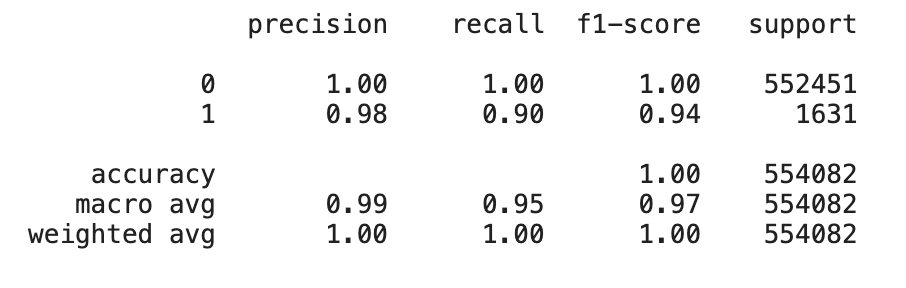 precision recall f1-score support
0 1.00 1.00 1.00 552451
1 0.98 0.90 0.94 1631
accuracy 1.00 554082
macro avg 0.99 0.95 0.97 554082
weighted avg 1.00 1.00 1.00 554082